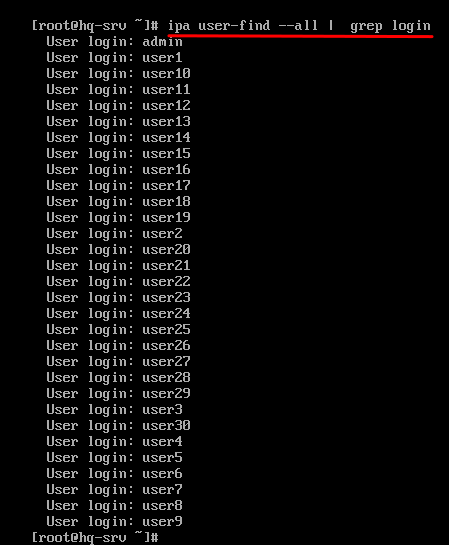 [root@hq-srv ~]# ipa user-find --all |  grep login
User login: admin
User login: user1
User login: user10
User login: user11
User login: user12
User login: user13
User login: user14
User login: user15
User login: user16
User login: user17
User login: user18
User login: user19
User login: user2
User login: user20
User login: user21
User login: user22
User login: user23
User login: user24
User login: user25
User login: user26
User login: user27
User login: user28
User login: user29
User login: user3
User login: user30
User login: user4
User login: user5
User login: user6
User login: user7
User login: user8
User login: user9
[root@hq-srv ~]#